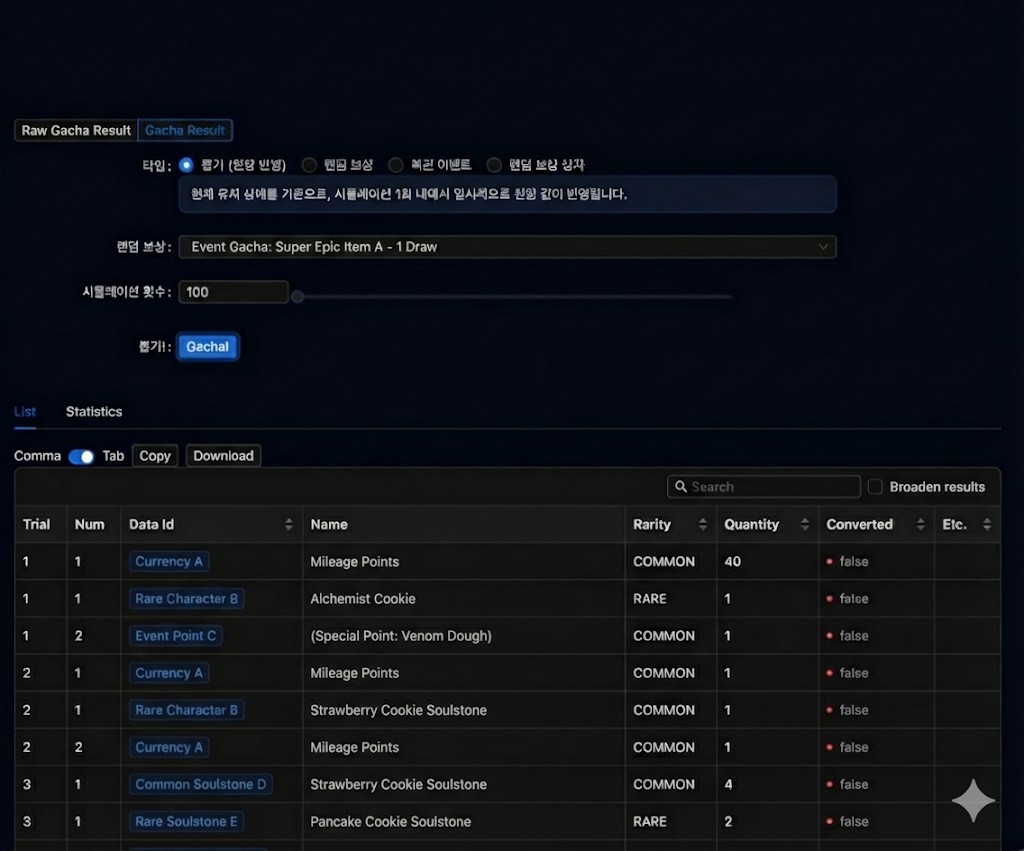 Raw Gacha Result Gacha Result
타입: 뽑기 (천장 반영) 랜덤 보상 복권 이벤트 랜덤 보상 상자
현재 유저 상태를 기준으로, 시뮬레이션 1회 내에서 일시적으로 천장 값이 반영됩니다.
랜덤 보상: Event Gacha: Super Epic Item A - 1 Draw
시뮬레이션 횟수: 100
뽑기!: Gacha!
List Statistics
Comma Tab Copy Download
Search Broaden results
Trial Num Data Id Name Rarity Quantity Converted Etc.
1 1 Currency A Mileage Points COMMON 40 false
1 1 Rare Character B Alchemist Cookie RARE 1 false
1 2 Event Point C (Special Point: Venom Dough) COMMON 1 false
2 1 Currency A Mileage Points COMMON 1 false
2 1 Rare Character B Strawberry Cookie Soulstone COMMON 1 false
2 2 Currency A Mileage Points COMMON 1 false
3 1 Common Soulstone D Strawberry Cookie Soulstone COMMON 4 false
3 1 Rare Soulstone E Pancake Cookie Soulstone RARE 2 false